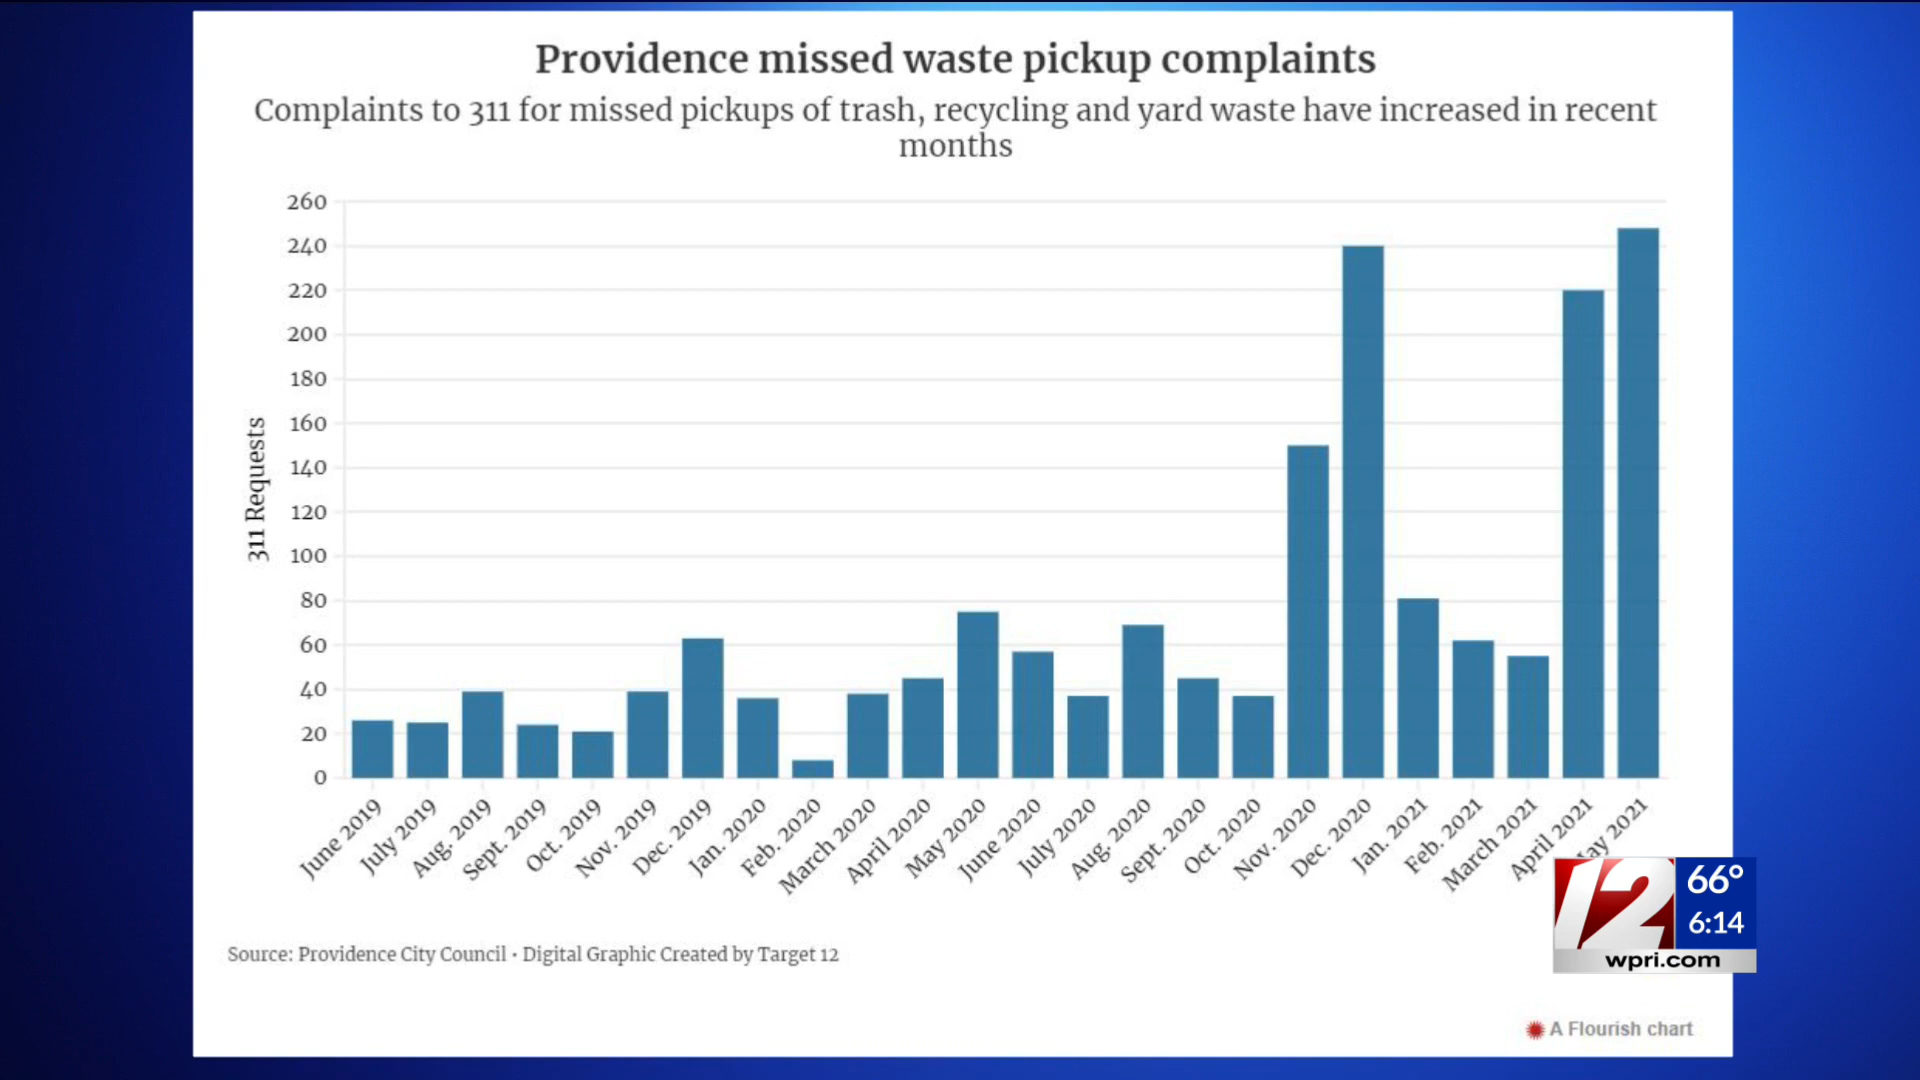 Providence missed waste pickup complaints
Complaints to 311 for missed pickups of trash, recycling and yard waste have increased in recent
months
311 Requests
260
240
220
200
180
160
140
120
100
80
60
40
20
0
June 2019
July 2019
Aug. 2019
Sept. 2019
Oct. 2019
Nov. 2019
Dec. 2019
Jan. 2020
Feb. 2020
March 2020
April 2020
May 2020
June 2020
July 2020
Aug. 2020
Sept. 2020
Oct. 2020
Nov. 2020
Dec. 2020
Jan. 2021
Feb. 2021
March 2021
April 2021
2021
12
66°
6:14
wpri.com
Source: Providence City Council • Digital Graphic Created by Target 12
A Flourish chart